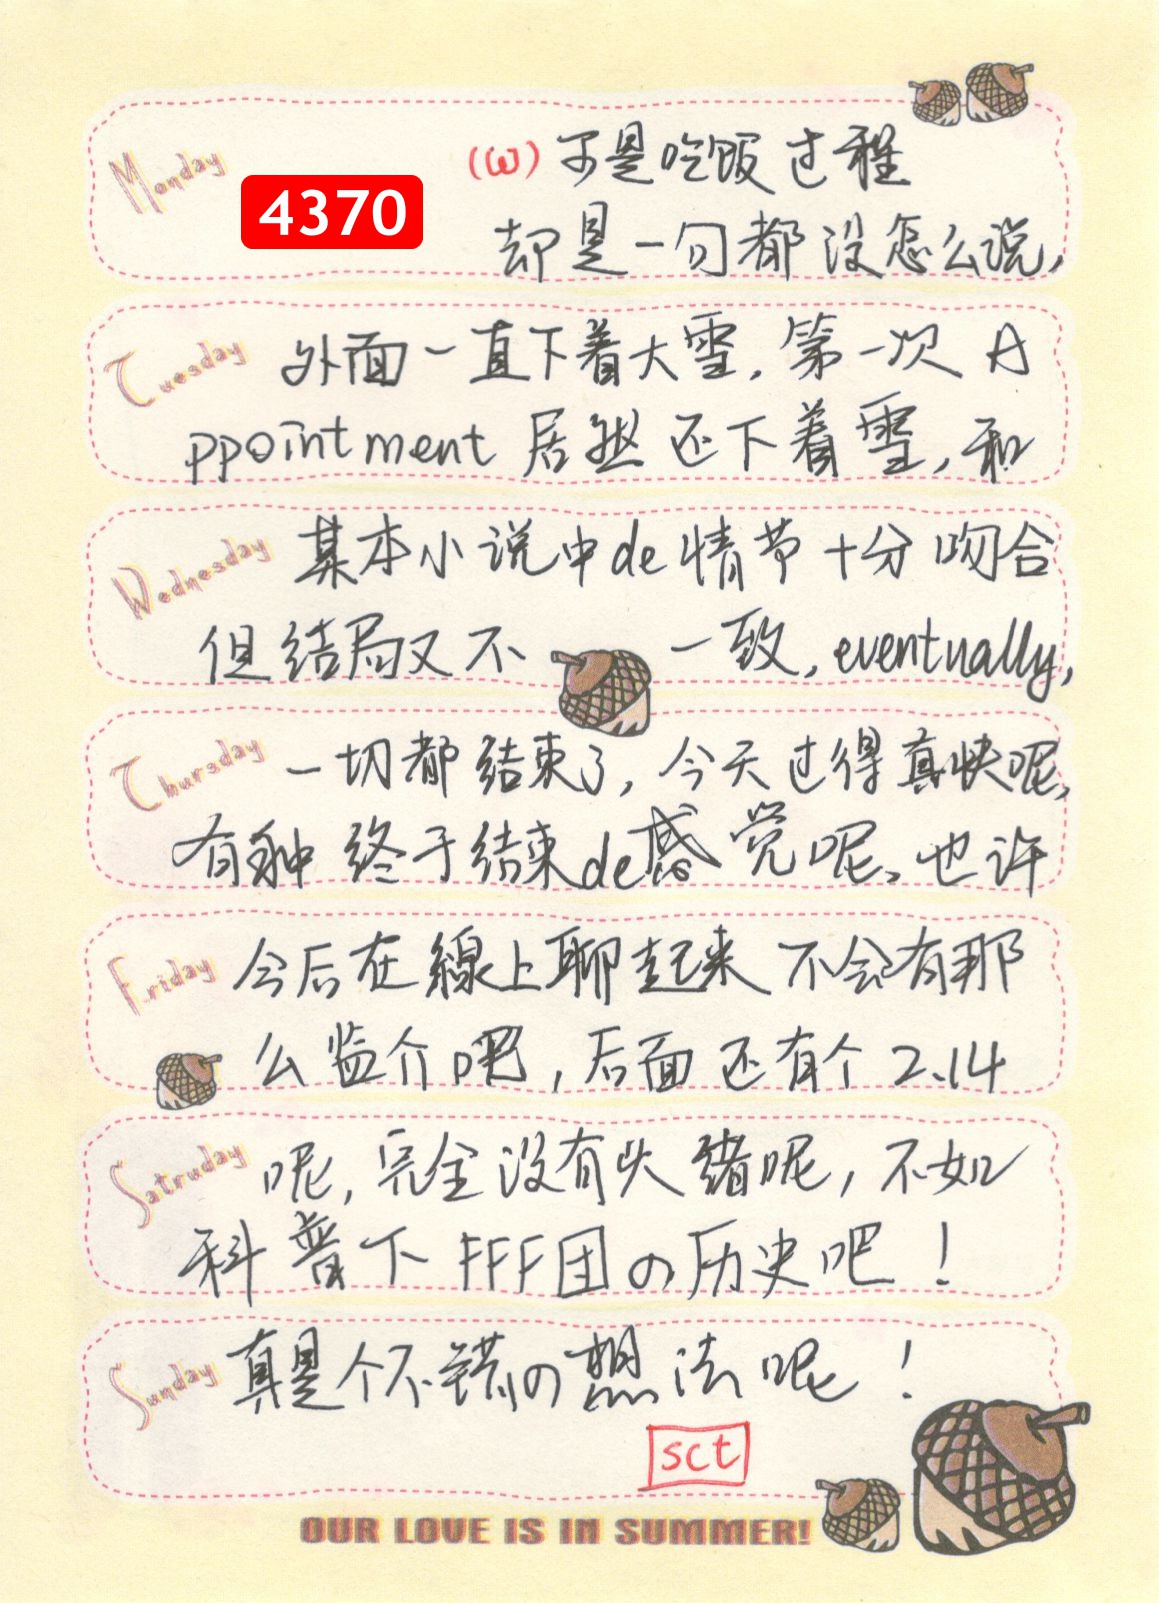 Monday
4370
(W) 于是吃饭过程
却是一句都没怎么说,
Tuesday
外面一直下着大雪, 第一次 A
ppointment 居然还下着雪, 和
Wednesday
某本小说中de情节十分吻合
但结局又不一致, eventually,
Thursday
一切都结束了, 今天过得真快呢,
有种终于结束de感觉呢、也许
Friday
今后在線上聊起来不会有那
么尴介吧, 后面还有个 2.14
Satruday
呢, 完全没有头绪呢, 不如
科普下FFF团の历史吧!
Sunday
真是个不错の想法呢!
sct
OUR LOVE IS IN SUMMER!